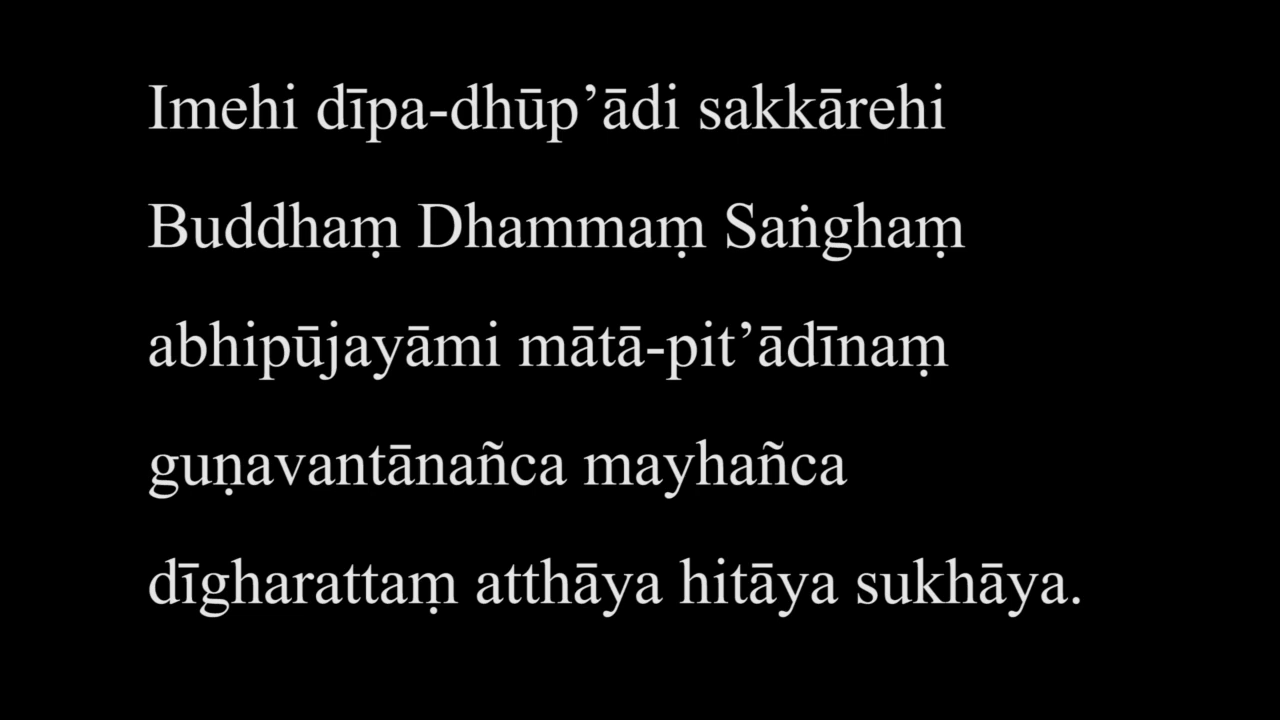 Imehi dīpa-dhūp’ādi sakkārehi
Buddhaṃ Dhammaṃ Saṅghaṃ
abhipūjayāmi mātā-pit’ādīnaṃ
guṇavantānañca mayhañca
dīgharattaṃ atthāya hitāya sukhāya.